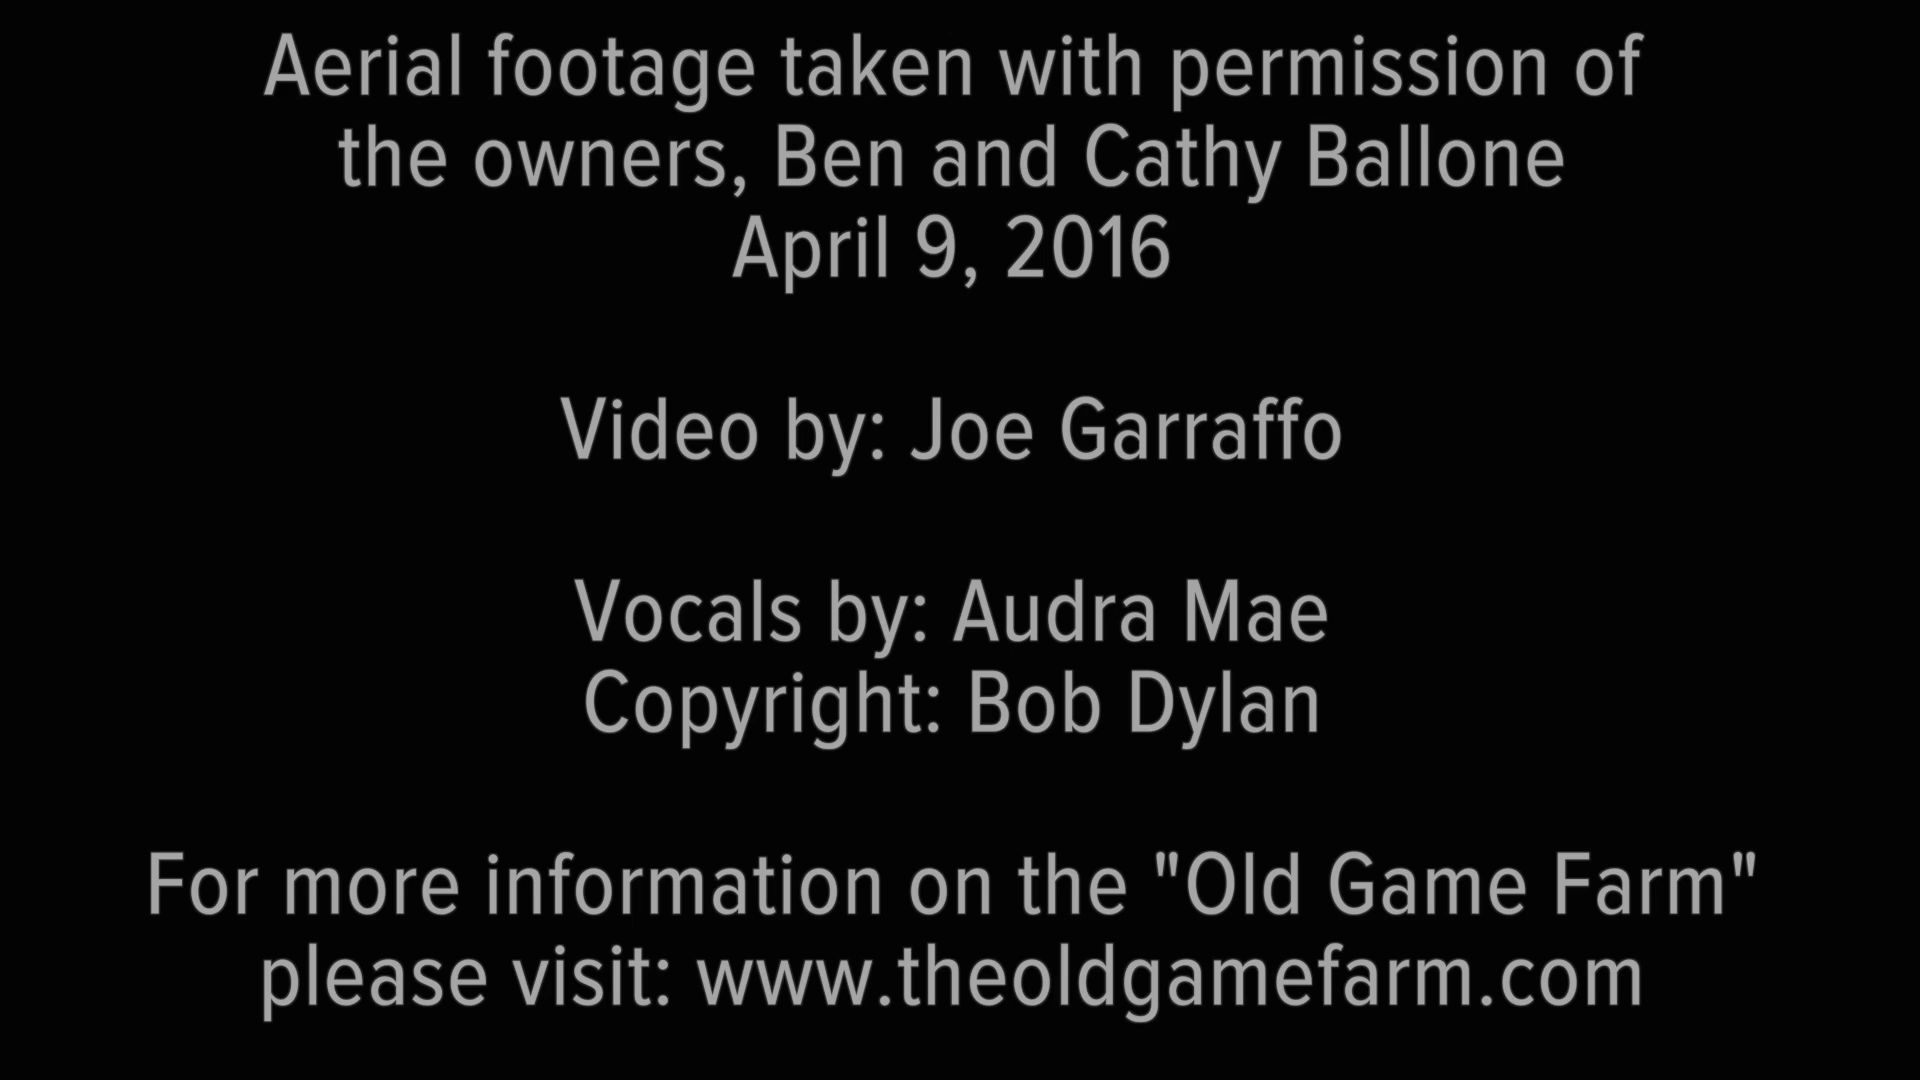 Aerial footage taken with permission of
the owners, Ben and Cathy Ballone
April 9, 2016
Video by: Joe Garraffo
Vocals by: Audra Mae
Copyright: Bob Dylan
For more information on the "Old Game Farm"
please visit: www.theoldgamefarm.com